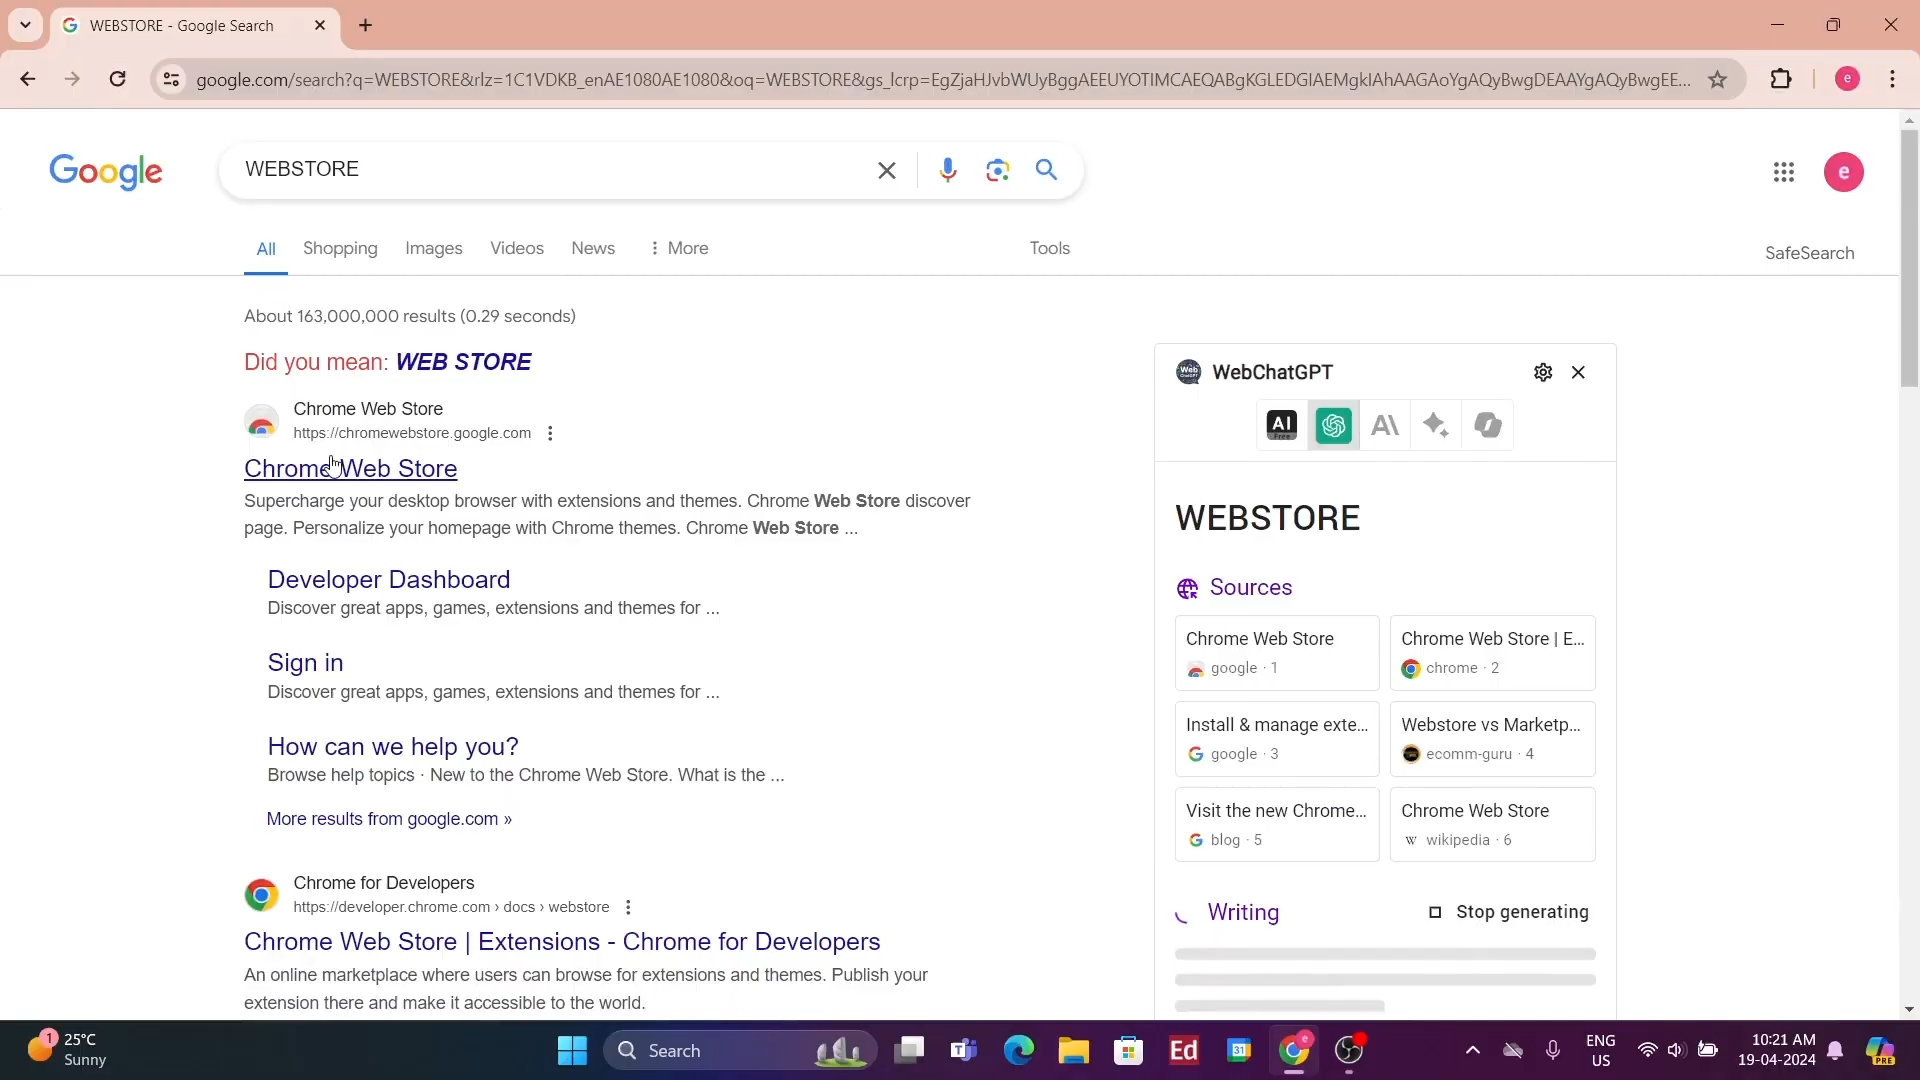 WEBSTORE - Google Search
google.com/search?q=WEBSTORE&rlz=1C1VDKB_enAE1080AE1080&oq=WEBSTORE&gs_lcrp=EgZjaHJvbWUyBggAEEUYOTIMCAEQABgKGLEDGIAEMgkIAhAAGAoYgAQyBwgDEAAYgAQyBwgEE...
e
Google
WEBSTORE
e
All Shopping Images Videos News More Tools
SafeSearch
About 163,000,000 results (0.29 seconds)
Did you mean: WEB STORE
Chrome Web Store
https://chromewebstore.google.com
Chrome Web Store
Supercharge your desktop browser with extensions and themes. Chrome Web Store discover
page. Personalize your homepage with Chrome themes. Chrome Web Store ...
Developer Dashboard
Discover great apps, games, extensions and themes for ...
Sign in
Discover great apps, games, extensions and themes for ...
How can we help you?
Browse help topics · New to the Chrome Web Store. What is the ...
More results from google.com »
Chrome for Developers
https://developer.chrome.com › docs › webstore
Chrome Web Store | Extensions - Chrome for Developers
An online marketplace where users can browse for extensions and themes. Publish your
extension there and make it accessible to the world.
WebChatGPT
AI
Free
WEBSTORE
Sources
Chrome Web Store
google · 1
Chrome Web Store | E...
chrome · 2
Install & manage exte...
google · 3
Webstore vs Marketp...
ecomm-guru · 4
Visit the new Chrome...
blog · 5
Chrome Web Store
wikipedia · 6
Writing
Stop generating
1
25°C
Sunny
Search
Ed
31
ENG
US
10:21 AM
19-04-2024
PRE